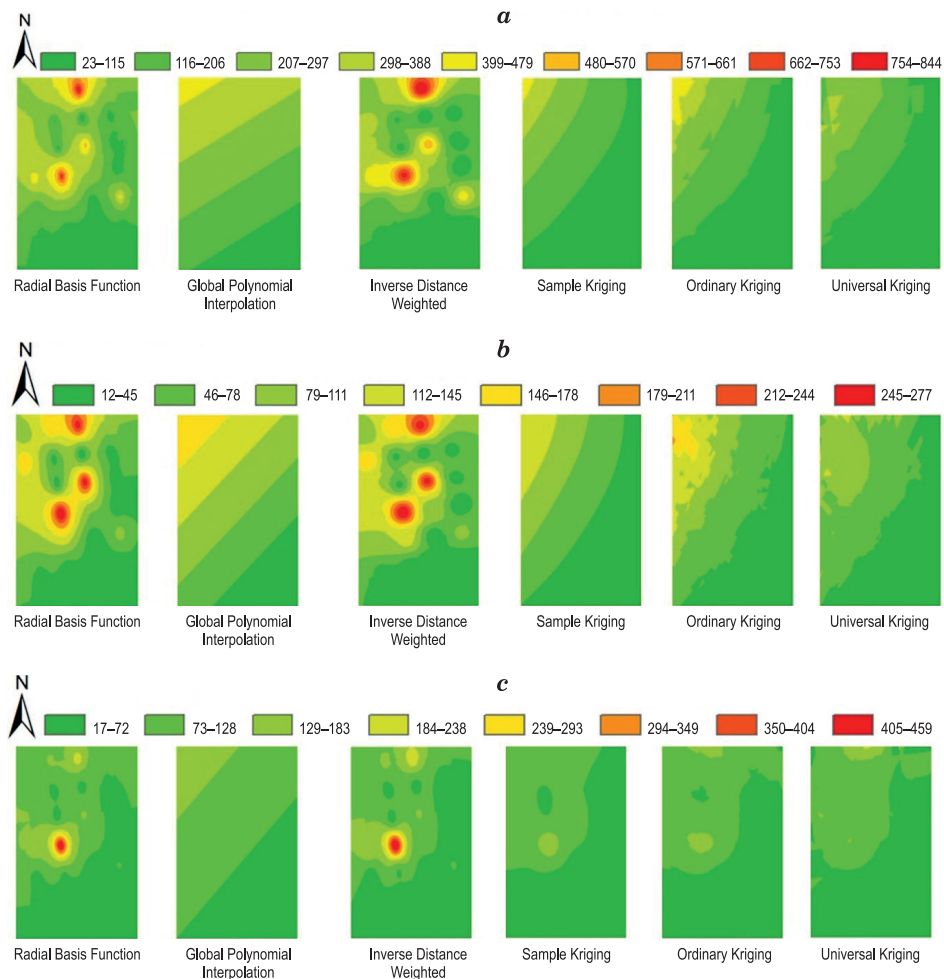 a
N
23–115 116–206 207–297 298–388 399–479 480–570 571–661 662–753 754–844
Radial Basis Function Global Polynomial Inverse Distance Sample Kriging Ordinary Kriging Universal Kriging
Interpolation Weighted
b
N
12–45 46–78 79–111 112–145 146–178 179–211 212–244 245–277
Radial Basis Function Global Polynomial Inverse Distance Sample Kriging Ordinary Kriging Universal Kriging
Interpolation Weighted
c
N
17–72 73–128 129–183 184–238 239–293 294–349 350–404 405–459
Radial Basis Function Global Polynomial Inverse Distance Sample Kriging Ordinary Kriging Universal Kriging
Interpolation Weighted